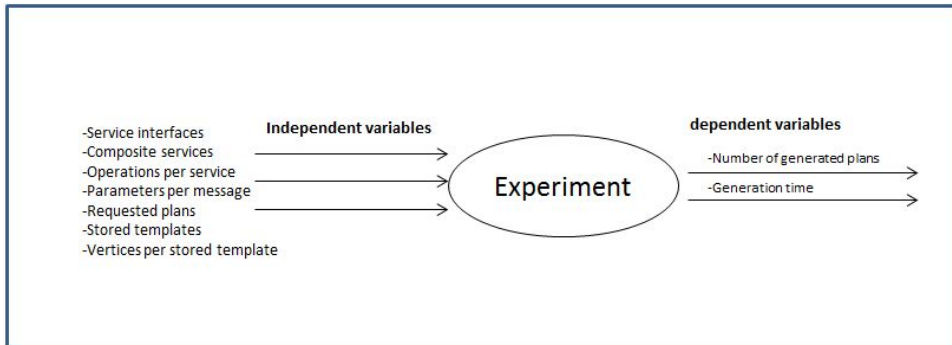 -Service interfaces
-Composite services
-Operations per service
-Parameters per message
-Requested plans
-Stored templates
-Vertices per stored template
Independent variables
Experiment
dependent variables
-Number of generated plans
-Generation time